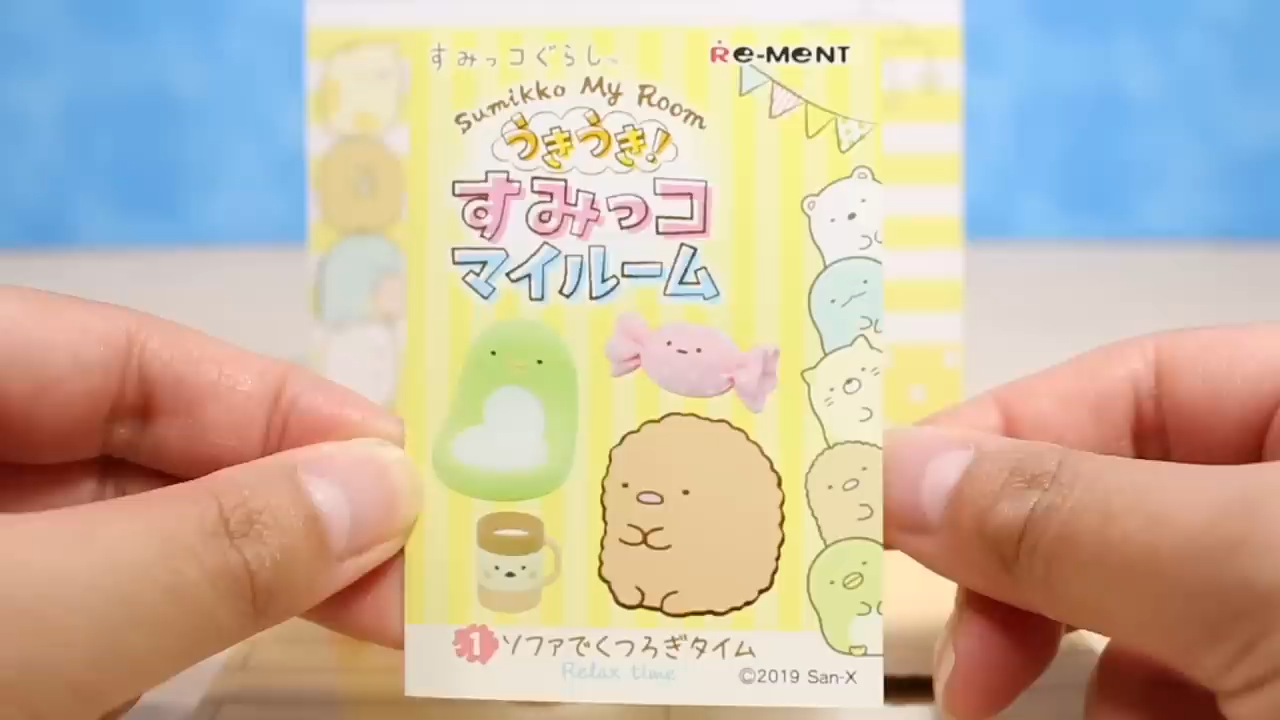 すみっコぐらし™
Re-MeNT
Sumikko My Room
うきうき!
すみっコ
マイルーム
1 ソファでくつろぎタイム
Relax time
©2019 San-X